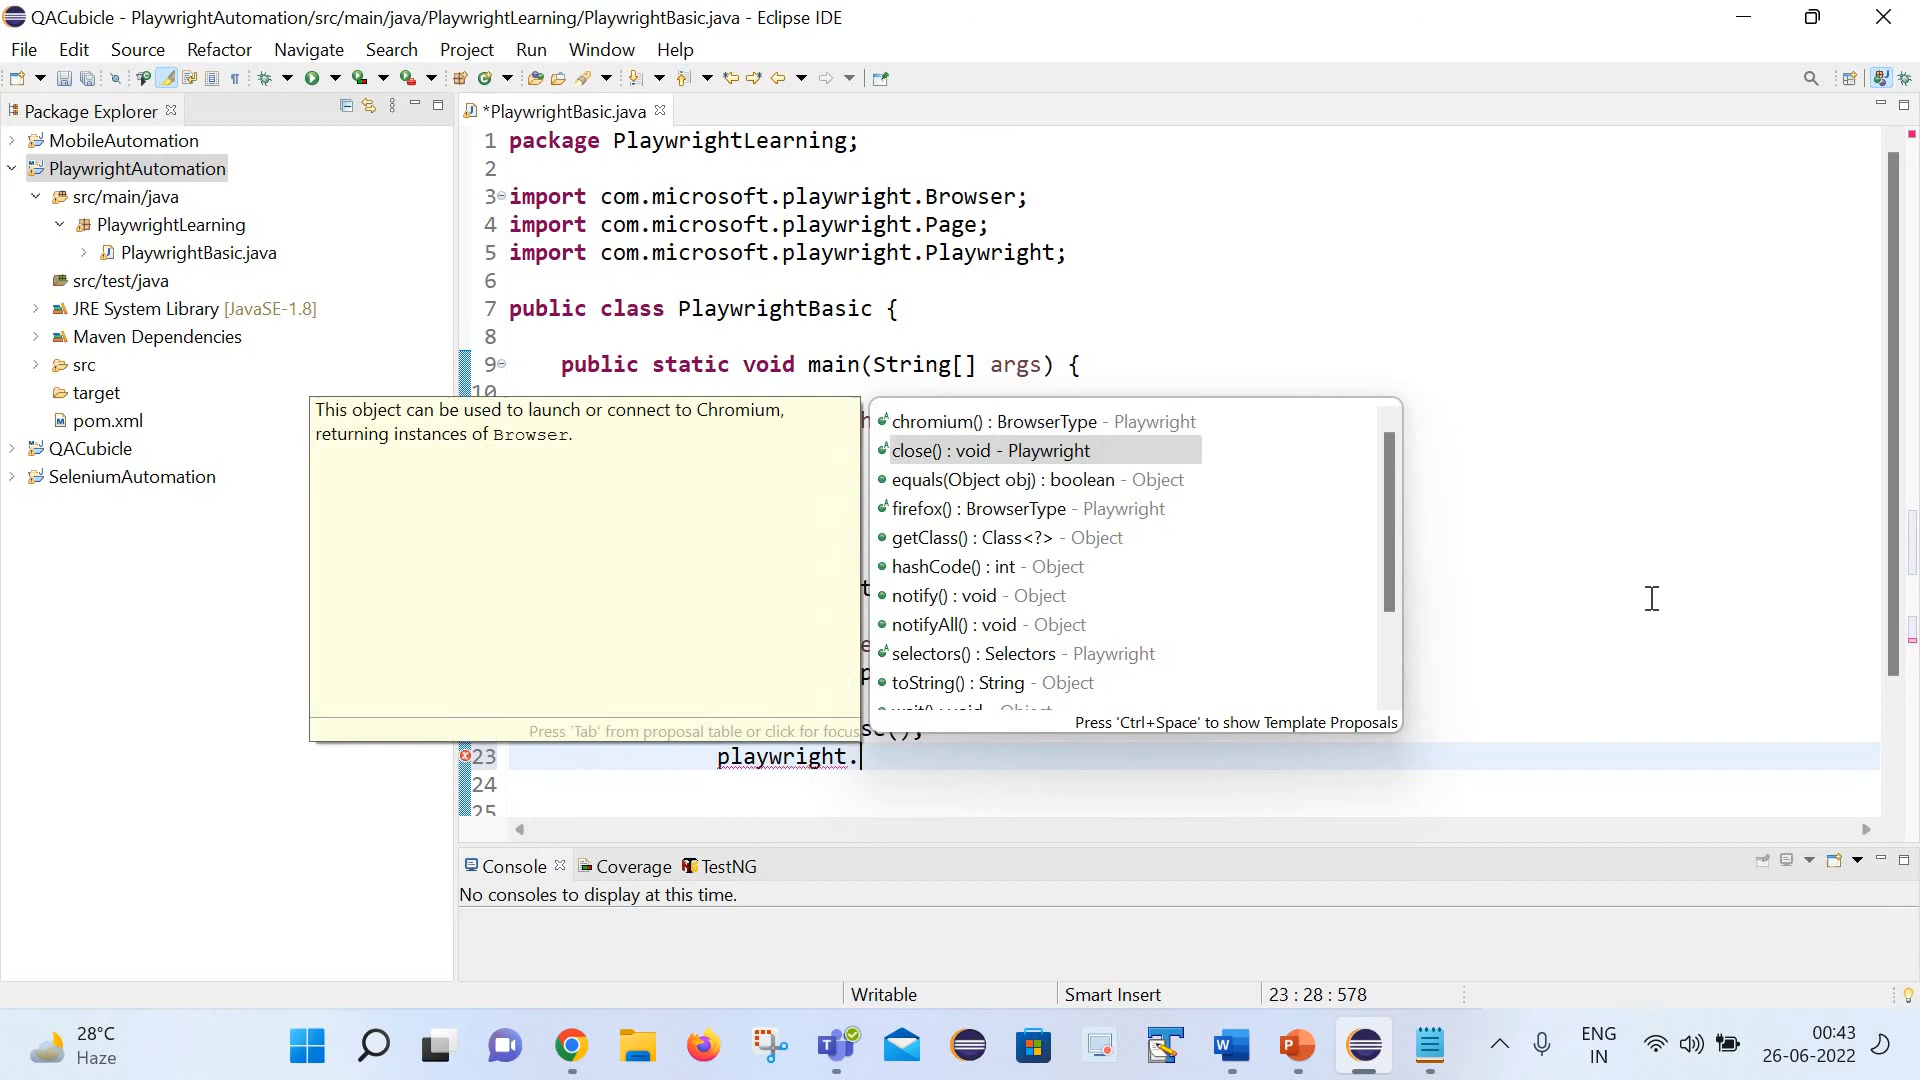 QACubicle - PlaywrightAutomation/src/main/java/PlaywrightLearning/PlaywrightBasic.java - Eclipse IDE
File Edit Source Refactor Navigate Search Project Run Window Help
Package Explorer
MobileAutomation
PlaywrightAutomation
src/main/java
PlaywrightLearning
PlaywrightBasic.java
src/test/java
JRE System Library [JavaSE-1.8]
Maven Dependencies
src
target
pom.xml
QACubicle
SeleniumAutomation
*PlaywrightBasic.java
1 package PlaywrightLearning;
2
3 import com.microsoft.playwright.Browser;
4 import com.microsoft.playwright.Page;
5 import com.microsoft.playwright.Playwright;
6
7 public class PlaywrightBasic {
8
9 public static void main(String[] args) {
10
This object can be used to launch or connect to Chromium,
returning instances of Browser.
Press 'Tab' from proposal table or click for focus
chromium() : BrowserType - Playwright
close() : void - Playwright
equals(Object obj) : boolean - Object
firefox() : BrowserType - Playwright
getClass() : Class<?> - Object
hashCode() : int - Object
notify() : void - Object
notifyAll() : void - Object
selectors() : Selectors - Playwright
toString() : String - Object
Press 'Ctrl+Space' to show Template Proposals
23 playwright.
24
25
Console Coverage TestNG
No consoles to display at this time.
Writable Smart Insert 23 : 28 : 578
28°C
Haze
ENG
IN
00:43
26-06-2022